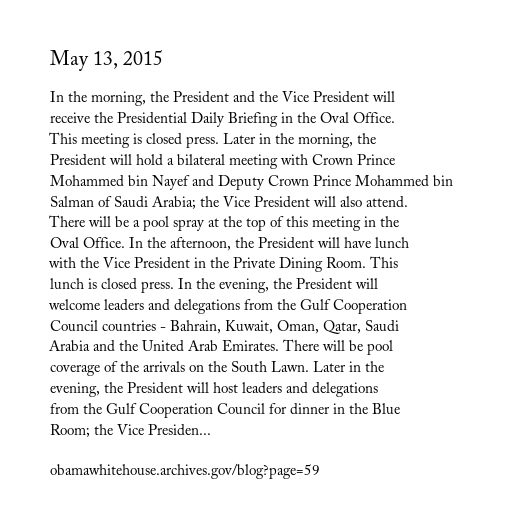 May 13, 2015
In the morning, the President and the Vice President will
receive the Presidential Daily Briefing in the Oval Office.
This meeting is closed press. Later in the morning, the
President will hold a bilateral meeting with Crown Prince
Mohammed bin Nayef and Deputy Crown Prince Mohammed bin
Salman of Saudi Arabia; the Vice President will also attend.
There will be a pool spray at the top of this meeting in the
Oval Office. In the afternoon, the President will have lunch
with the Vice President in the Private Dining Room. This
lunch is closed press. In the evening, the President will
welcome leaders and delegations from the Gulf Cooperation
Council countries - Bahrain, Kuwait, Oman, Qatar, Saudi
Arabia and the United Arab Emirates. There will be pool
coverage of the arrivals on the South Lawn. Later in the
evening, the President will host leaders and delegations
from the Gulf Cooperation Council for dinner in the Blue
Room; the Vice Presiden...
obamawhitehouse.archives.gov/blog?page=59